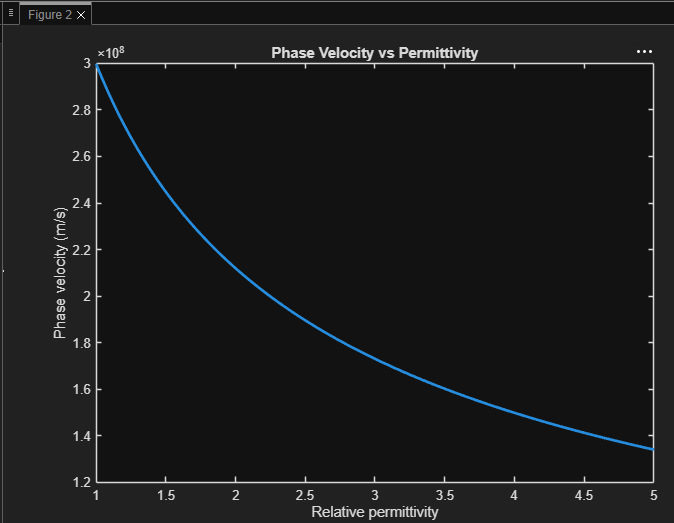 Figure 2
×10⁸
Phase Velocity vs Permittivity
3
2.8
2.6
2.4
2.2
2
1.8
1.6
1.4
1.2
Phase velocity (m/s)
1 1.5 2 2.5 3 3.5 4 4.5 5
Relative permittivity